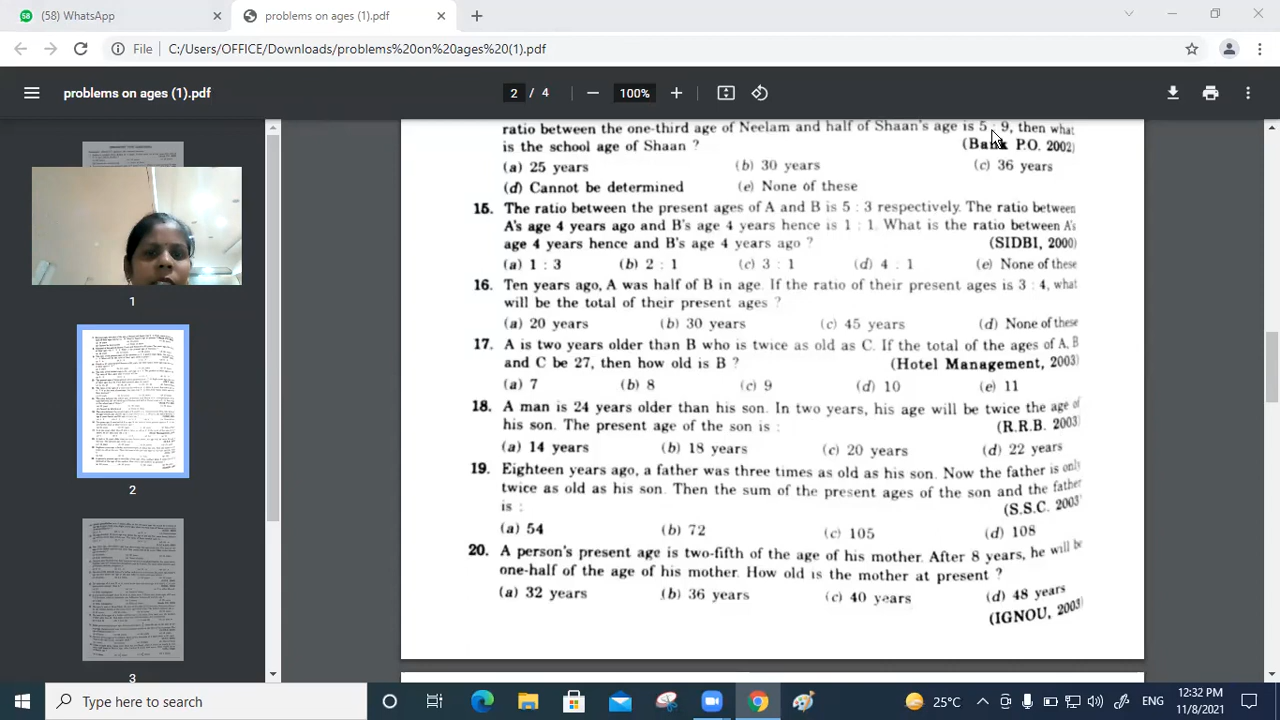 (58) WhatsApp
problems on ages (1).pdf
File C:/Users/OFFICE/Downloads/problems%20on%20ages%20(1).pdf
problems on ages (1).pdf
2 / 4
100%
1
2
3
ratio between the one-third age of Neelam and half of Shaan's age is 5 : 9, then what
is the school age of Shaan ? (Bank P.O. 2002)
(a) 25 years (b) 30 years (c) 36 years
(d) Cannot be determined (e) None of these
15. The ratio between the present ages of A and B is 5 : 3 respectively. The ratio between
A's age 4 years ago and B's age 4 years hence is 1 : 1. What is the ratio between A's
age 4 years hence and B's age 4 years ago ? (SIDBI, 2000)
(a) 1 : 3 (b) 2 : 1 (c) 3 : 1 (d) 4 : 1 (e) None of these
16. Ten years ago, A was half of B in age. If the ratio of their present ages is 3 : 4, what
will be the total of their present ages ?
(a) 20 years (b) 30 years (c) 45 years (d) None of these
17. A is two years older than B who is twice as old as C. If the total of the ages of A, B
and C be 27, then how old is B ? (Hotel Management, 2003)
(a) 7 (b) 8 (c) 9 (d) 10 (e) 11
18. A man is 24 years older than his son. In two years, his age will be twice the age of
his son. The present age of the son is : (R.R.B. 2003)
(a) 14 years (b) 18 years (c) 20 years (d) 22 years
19. Eighteen years ago, a father was three times as old as his son. Now the father is only
twice as old as his son. Then the sum of the present ages of the son and the father
is : (S.S.C. 2003)
(a) 54 (b) 72 (c) 105 (d) 108
20. A person's present age is two-fifth of the age of his mother. After 8 years, he will be
one-half of the age of his mother. How old is the mother at present ?
(a) 32 years (b) 36 years (c) 40 years (d) 48 years
(IGNOU, 2003)
Type here to search
25°C
ENG
12:32 PM
11/8/2021